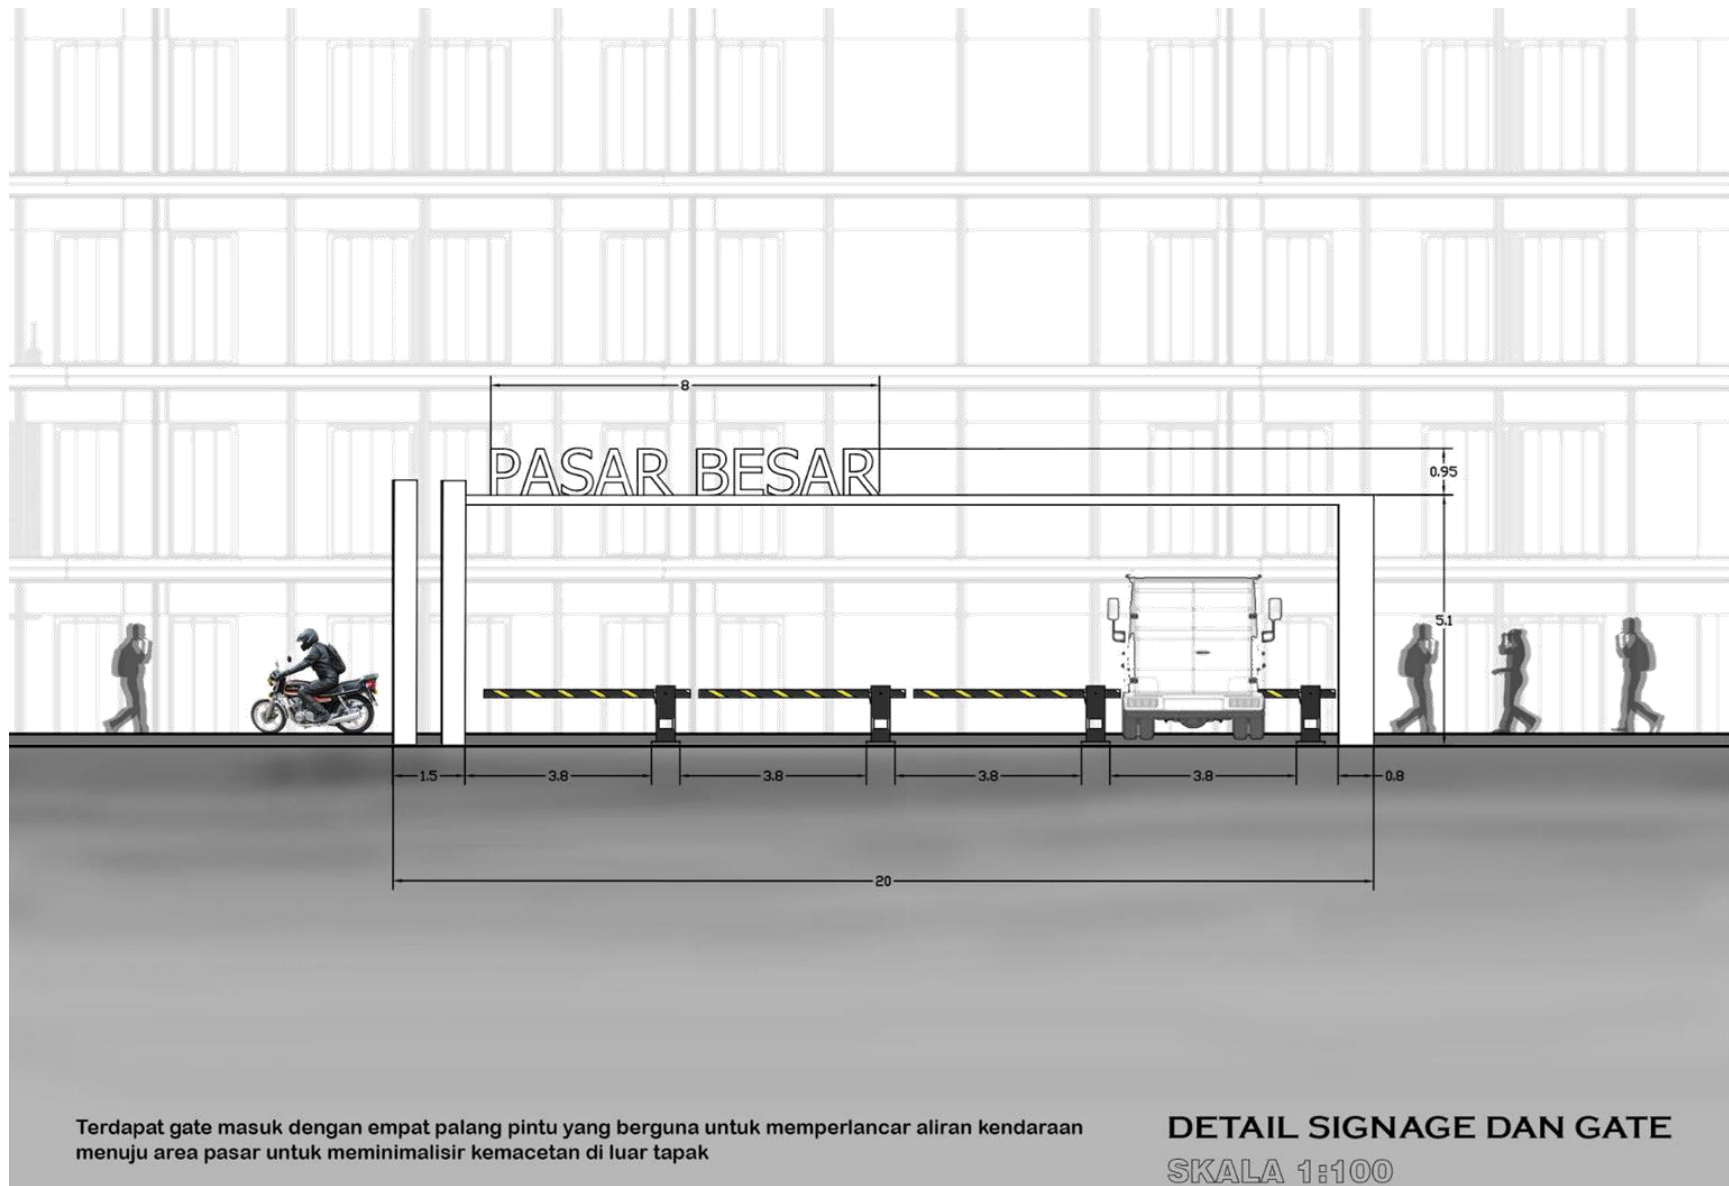 8
PASAR BESAR
0.95
5.1
1.5
3.8
3.8
3.8
3.8
0.8
20
Terdapat gate masuk dengan empat palang pintu yang berguna untuk memperlancar aliran kendaraan
menuju area pasar untuk meminimalisir kemacetan di luar tapak
DETAIL SIGNAGE DAN GATE
SKALA 1:100